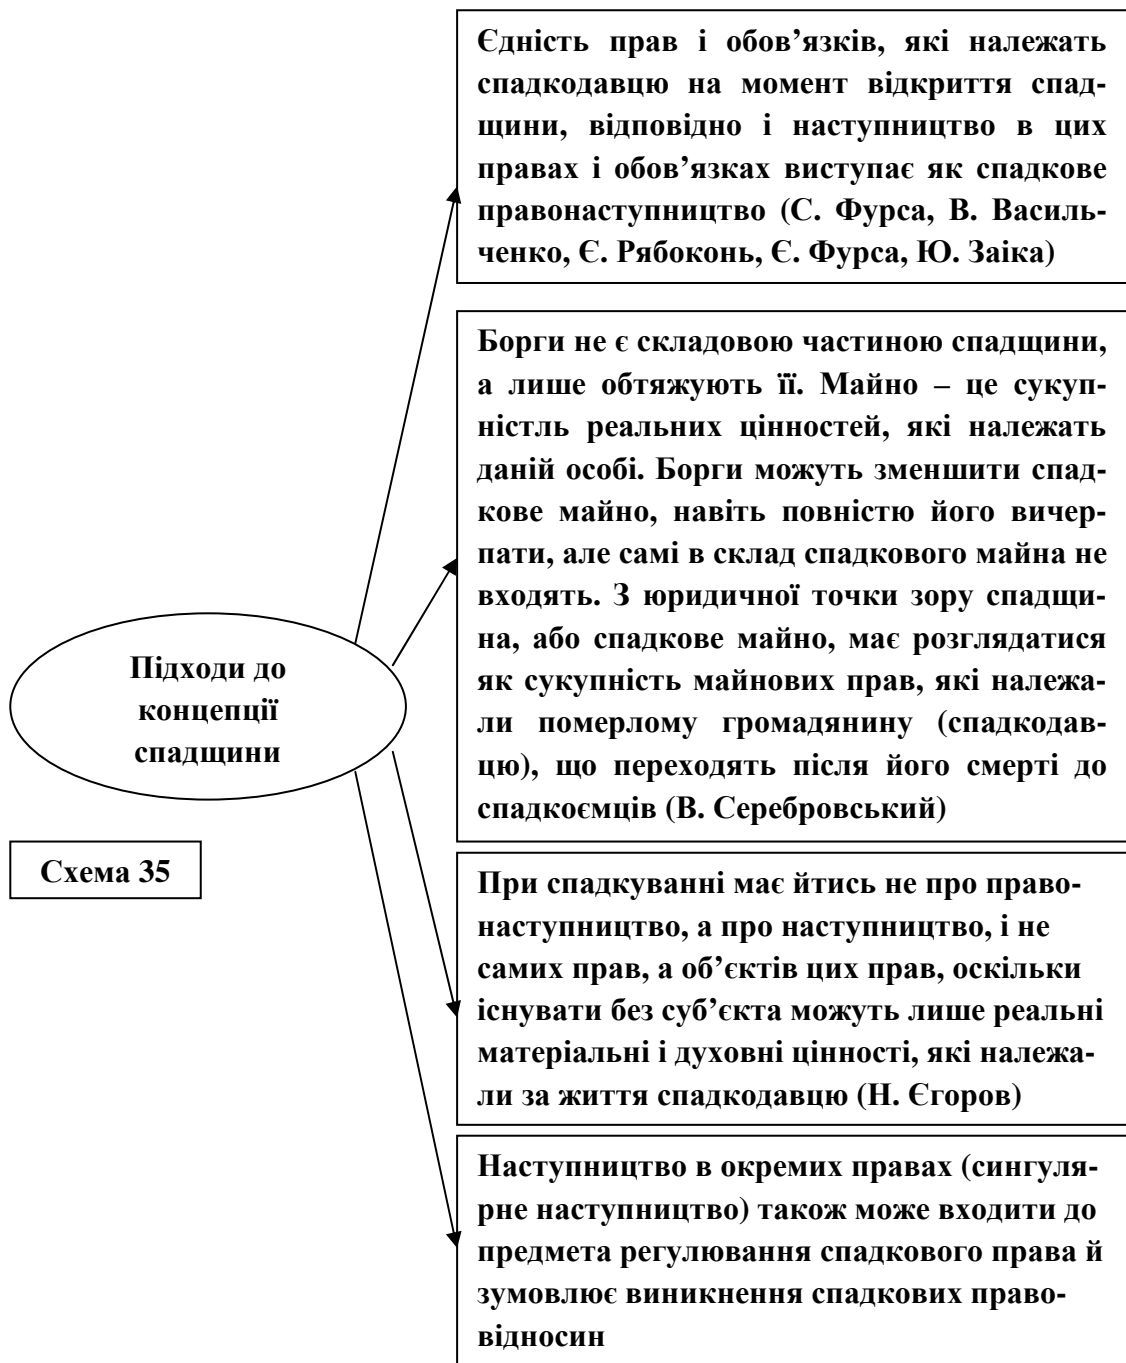 Єдність прав і обов’язків, які належать
спадкодавцю на момент відкриття спад-
щини, відповідно і наступництво в цих
правах і обов’язках виступає як спадкове
правонаступництво (С. Фурса, В. Василь-
ченко, Є. Рябоконь, Є. Фурса, Ю. Заіка)
Борги не є складовою частиною спадщини,
а лише обтяжують її. Майно – це сукуп-
ністль реальних цінностей, які належать
даній особі. Борги можуть зменшити спад-
кове майно, навіть повністю його вичер-
пати, але самі в склад спадкового майна не
входять. З юридичної точки зору спадщи-
на, або спадкове майно, має розглядатися
як сукупність майнових прав, які належа-
ли померлому громадянину (спадкодав-
цю), що переходять після його смерті до
спадкоємців (В. Серебровський)
Підходи до
концепції
спадщини
Схема 35
При спадкуванні має йтись не про право-
наступництво, а про наступництво, і не
самих прав, а об’єктів цих прав, оскільки
існувати без суб’єкта можуть лише реальні
матеріальні і духовні цінності, які належа-
ли за життя спадкодавцю (Н. Єгоров)
Наступництво в окремих правах (сингуля-
рне наступництво) також може входити до
предмета регулювання спадкового права й
зумовлює виникнення спадкових право-
відносин